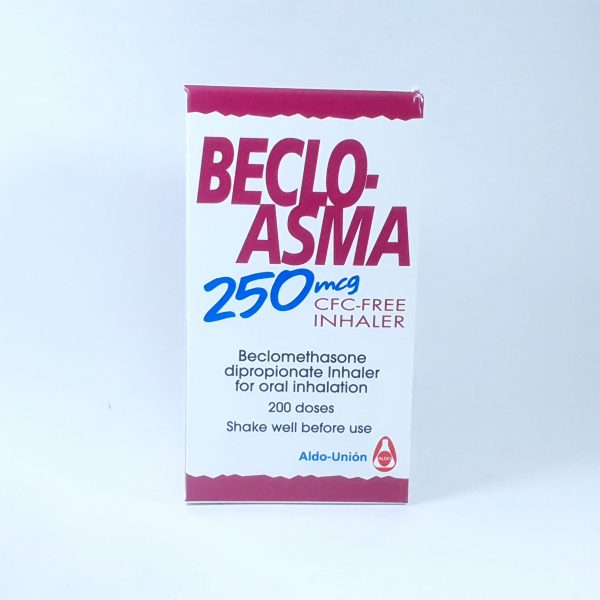 BECLO-
ASMA
250mcg
CFC-FREE
INHALER
Beclomethasone
dipropionate Inhaler
for oral inhalation
200 doses
Shake well before use
Aldo-Unión
ALDO